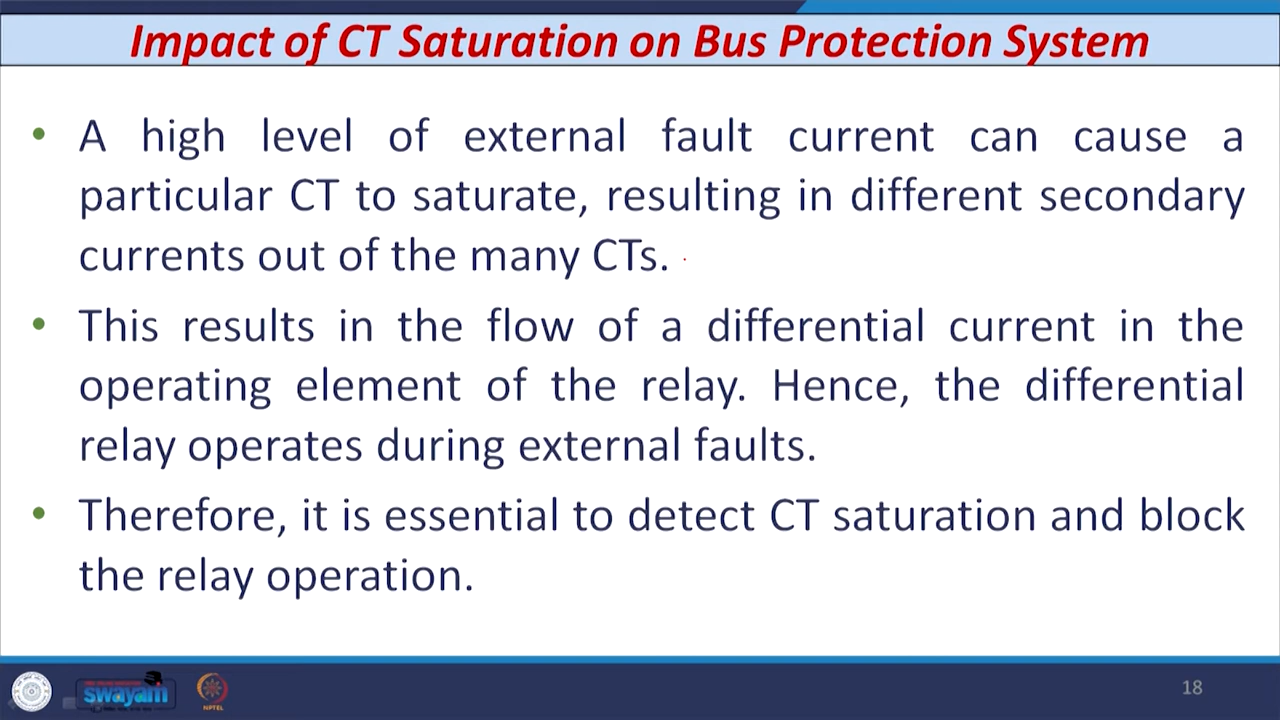 Impact of CT Saturation on Bus Protection System
• A high level of external fault current can cause a
particular CT to saturate, resulting in different secondary
currents out of the many CTs.
• This results in the flow of a differential current in the
operating element of the relay. Hence, the differential
relay operates during external faults.
• Therefore, it is essential to detect CT saturation and block
the relay operation.
swayam
NPTEL
18